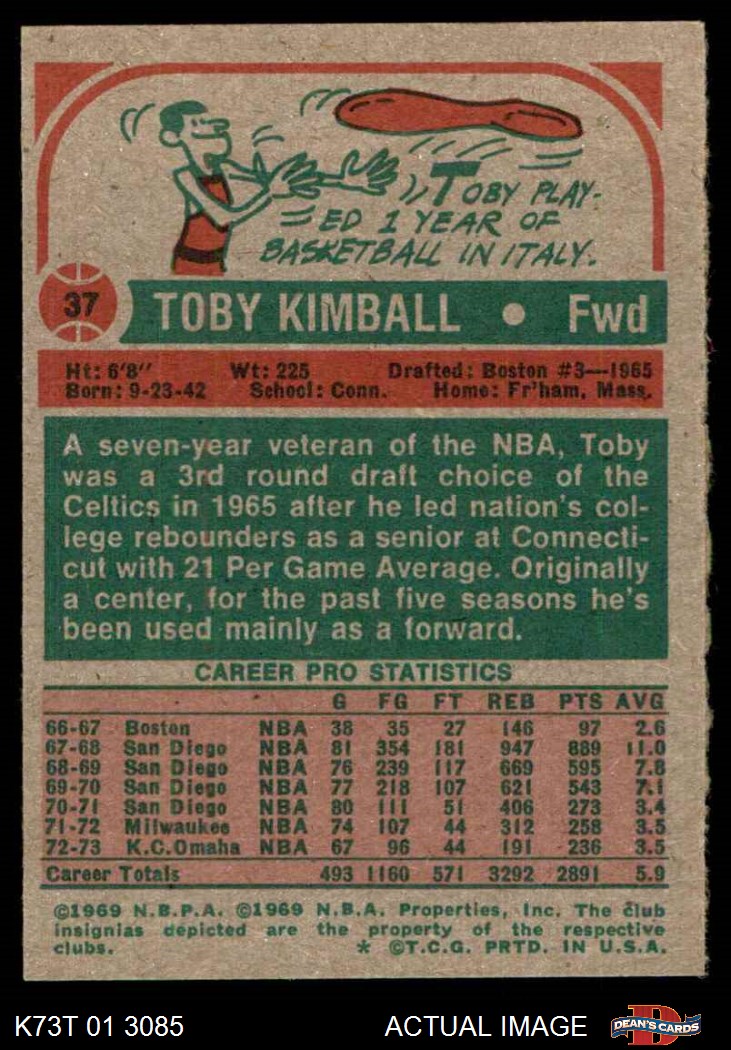 TOBY PLAY-
ED 1 YEAR OF
BASKETBALL IN ITALY.
37 TOBY KIMBALL • Fwd
Ht: 6'8" Wt: 225 Drafted: Boston #3—1965
Born: 9-23-42 School: Conn. Home: Fr'ham, Mass.
A seven-year veteran of the NBA, Toby
was a 3rd round draft choice of the
Celtics in 1965 after he led nation's col-
lege rebounders as a senior at Connecti-
cut with 21 Per Game Average. Originally
a center, for the past five seasons he's
been used mainly as a forward.
CAREER PRO STATISTICS
G FG FT REB PTS AVG
66-67 Boston NBA 38 35 27 146 97 2.6
67-68 San Diego NBA 81 354 181 947 889 11.0
68-69 San Diego NBA 76 239 117 669 595 7.8
69-70 San Diego NBA 77 218 107 621 543 7.1
70-71 San Diego NBA 80 111 51 406 273 3.4
71-72 Milwaukee NBA 74 107 44 312 258 3.5
72-73 K.C.Omaha NBA 67 96 44 191 236 3.5
Career Totals 493 1160 571 3292 2891 5.9
©1969 N.B.P.A. ©1969 N.B.A. Properties, Inc. The club
insignias depicted are the property of the respective
clubs. * ©T.C.G. PRTD. IN U.S.A.
K73T 01 3085 ACTUAL IMAGE D DEAN'S CARDS